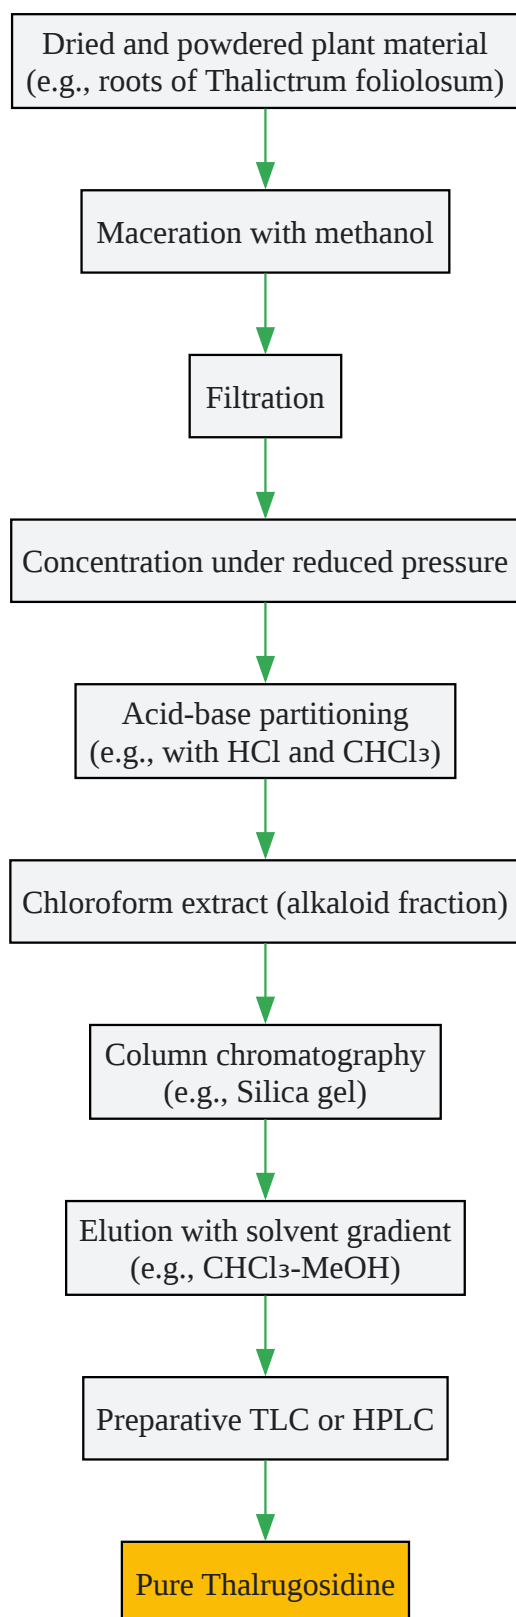 Dried and powdered plant material
(e.g., roots of Thalictrum foliolosum)
Maceration with methanol
Filtration
Concentration under reduced pressure
Acid-base partitioning
(e.g., with HCl and CHCl₃)
Chloroform extract (alkaloid fraction)
Column chromatography
(e.g., Silica gel)
Elution with solvent gradient
(e.g., CHCl₃-MeOH)
Preparative TLC or HPLC
Pure Thalrugosidine